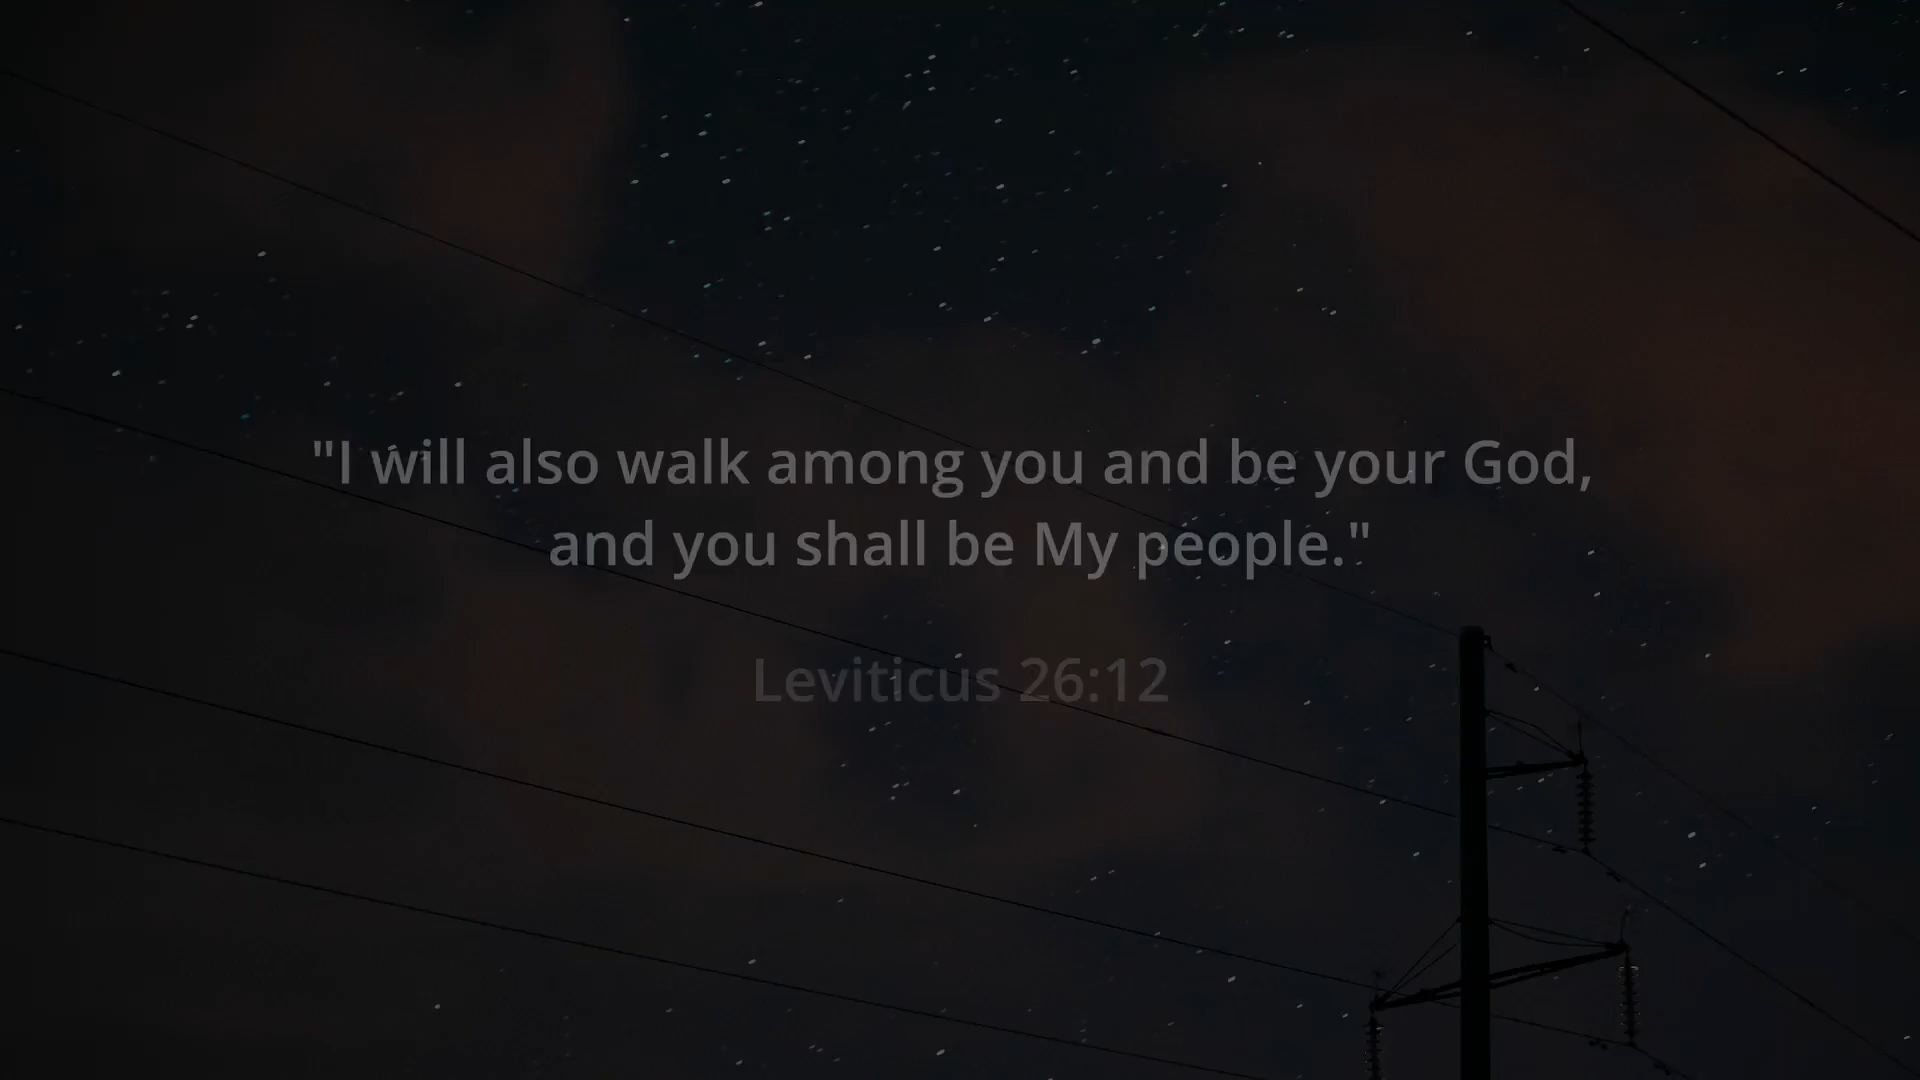 "I will also walk among you and be your God,
and you shall be My people."
Leviticus 26:12